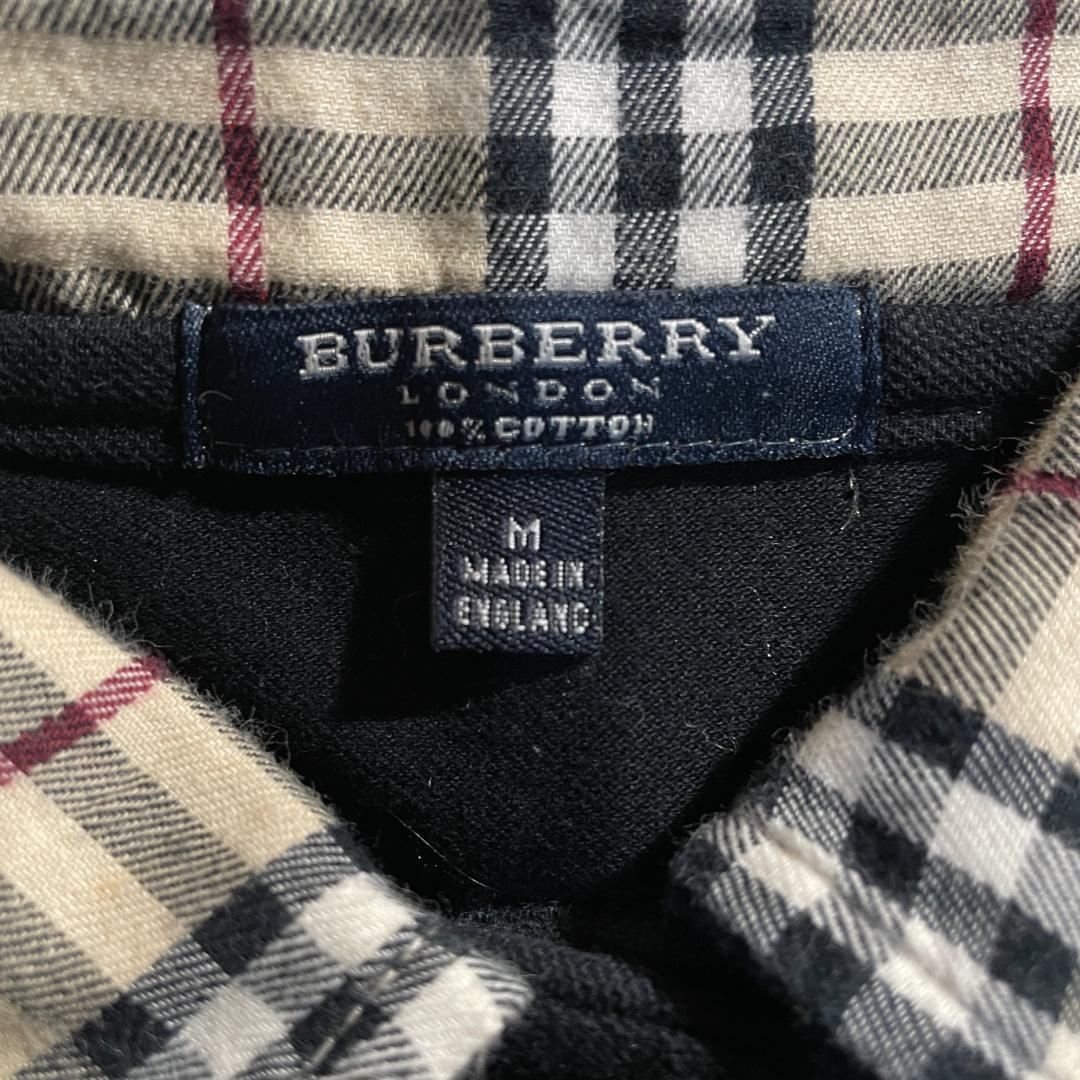 BURBERRY
LONDON
100% COTTON
M
MADE IN
ENGLAND